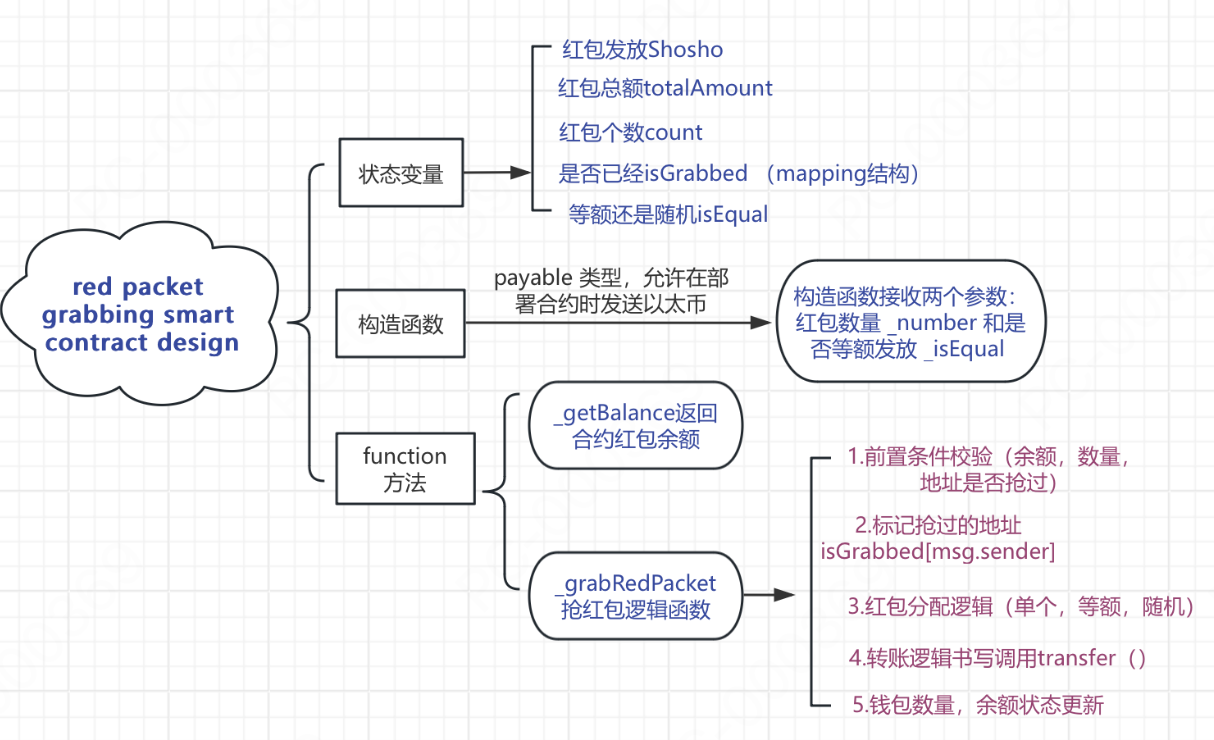 red packet
grabbing smart
contract design
状态变量
红包发放Shosho
红包总额totalAmount
红包个数count
是否已经isGrabbed （mapping结构）
等额还是随机isEqual
构造函数
payable 类型，允许在部
署合约时发送以太币
构造函数接收两个参数：
红包数量 _number 和是
否等额发放 _isEqual
function
方法
_getBalance返回
合约红包余额
_grabRedPacket
抢红包逻辑函数
1.前置条件校验（余额，数量，
地址是否抢过）
2.标记抢过的地址
isGrabbed[msg.sender]
3.红包分配逻辑（单个，等额，随机）
4.转账逻辑书写调用transfer（）
5.钱包数量，余额状态更新